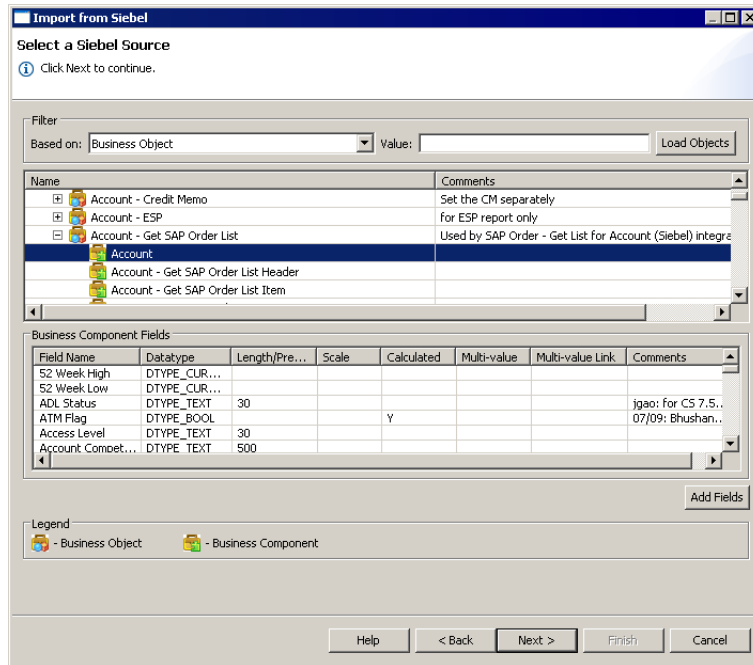 Import from Siebel
Select a Siebel Source
Click Next to continue.
Filter
Based on: Business Object Value: Load Objects
Name Comments
Account - Credit Memo Set the CM separately
Account - ESP for ESP report only
Account - Get SAP Order List Used by SAP Order - Get List for Account (Siebel) integra
Account
Account - Get SAP Order List Header
Account - Get SAP Order List Item
Business Component Fields
Field Name Datatype Length/Pre... Scale Calculated Multi-value Multi-value Link Comments
52 Week High DTYPE_CUR...
52 Week Low DTYPE_CUR...
ADL Status DTYPE_TEXT 30 jgao: for CS 7.5..
ATM Flag DTYPE_BOOL Y 07/09: Bhushan..
Access Level DTYPE_TEXT 30
Account Compet... DTYPE_TEXT 500
Add Fields
Legend
- Business Object - Business Component
Help < Back Next > Finish Cancel